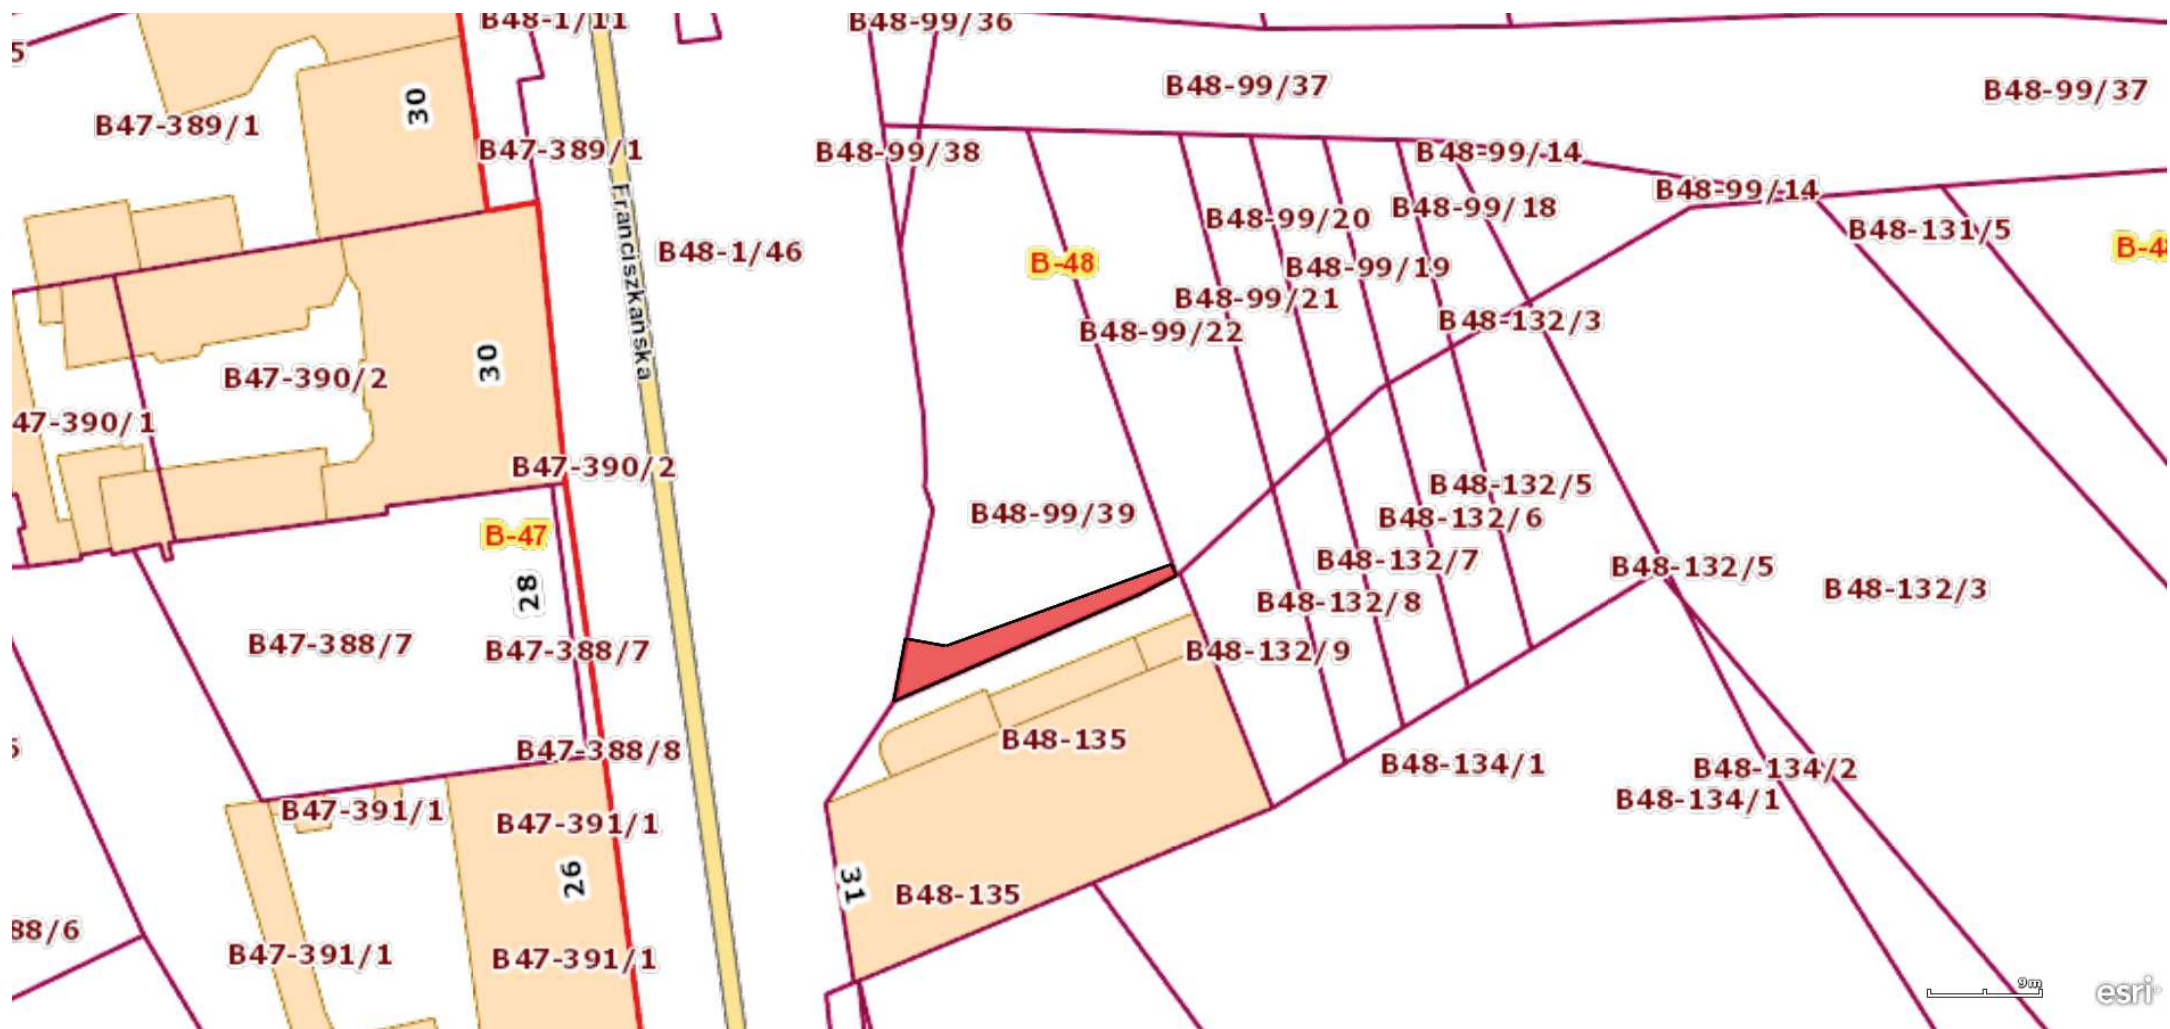 B48-1/11
B48-99/36
5
B48-99/37
B48-99/37
30
B47-389/1
B47-389/1
B48-99/38
B48-99/14
B48-99/14
Franciszkańska
B48-99/20
B48-99/18
B48-131/5
B48-1/46
B-48
B-48
B48-99/19
B48-99/21
B48-132/3
B48-99/22
30
B47-390/2
47-390/1
B47-390/2
B48-132/5
B48-99/39
B48-132/6
B-47
B48-132/7
B48-132/5
B48-132/3
28
B48-132/8
B47-388/7
B47-388/7
B48-132/9
B48-135
B47-388/8
B48-134/1
B48-134/2
B48-134/1
B47-391/1
B47-391/1
26
31
B48-135
88/6
B47-391/1
B47-391/1
9m
esri